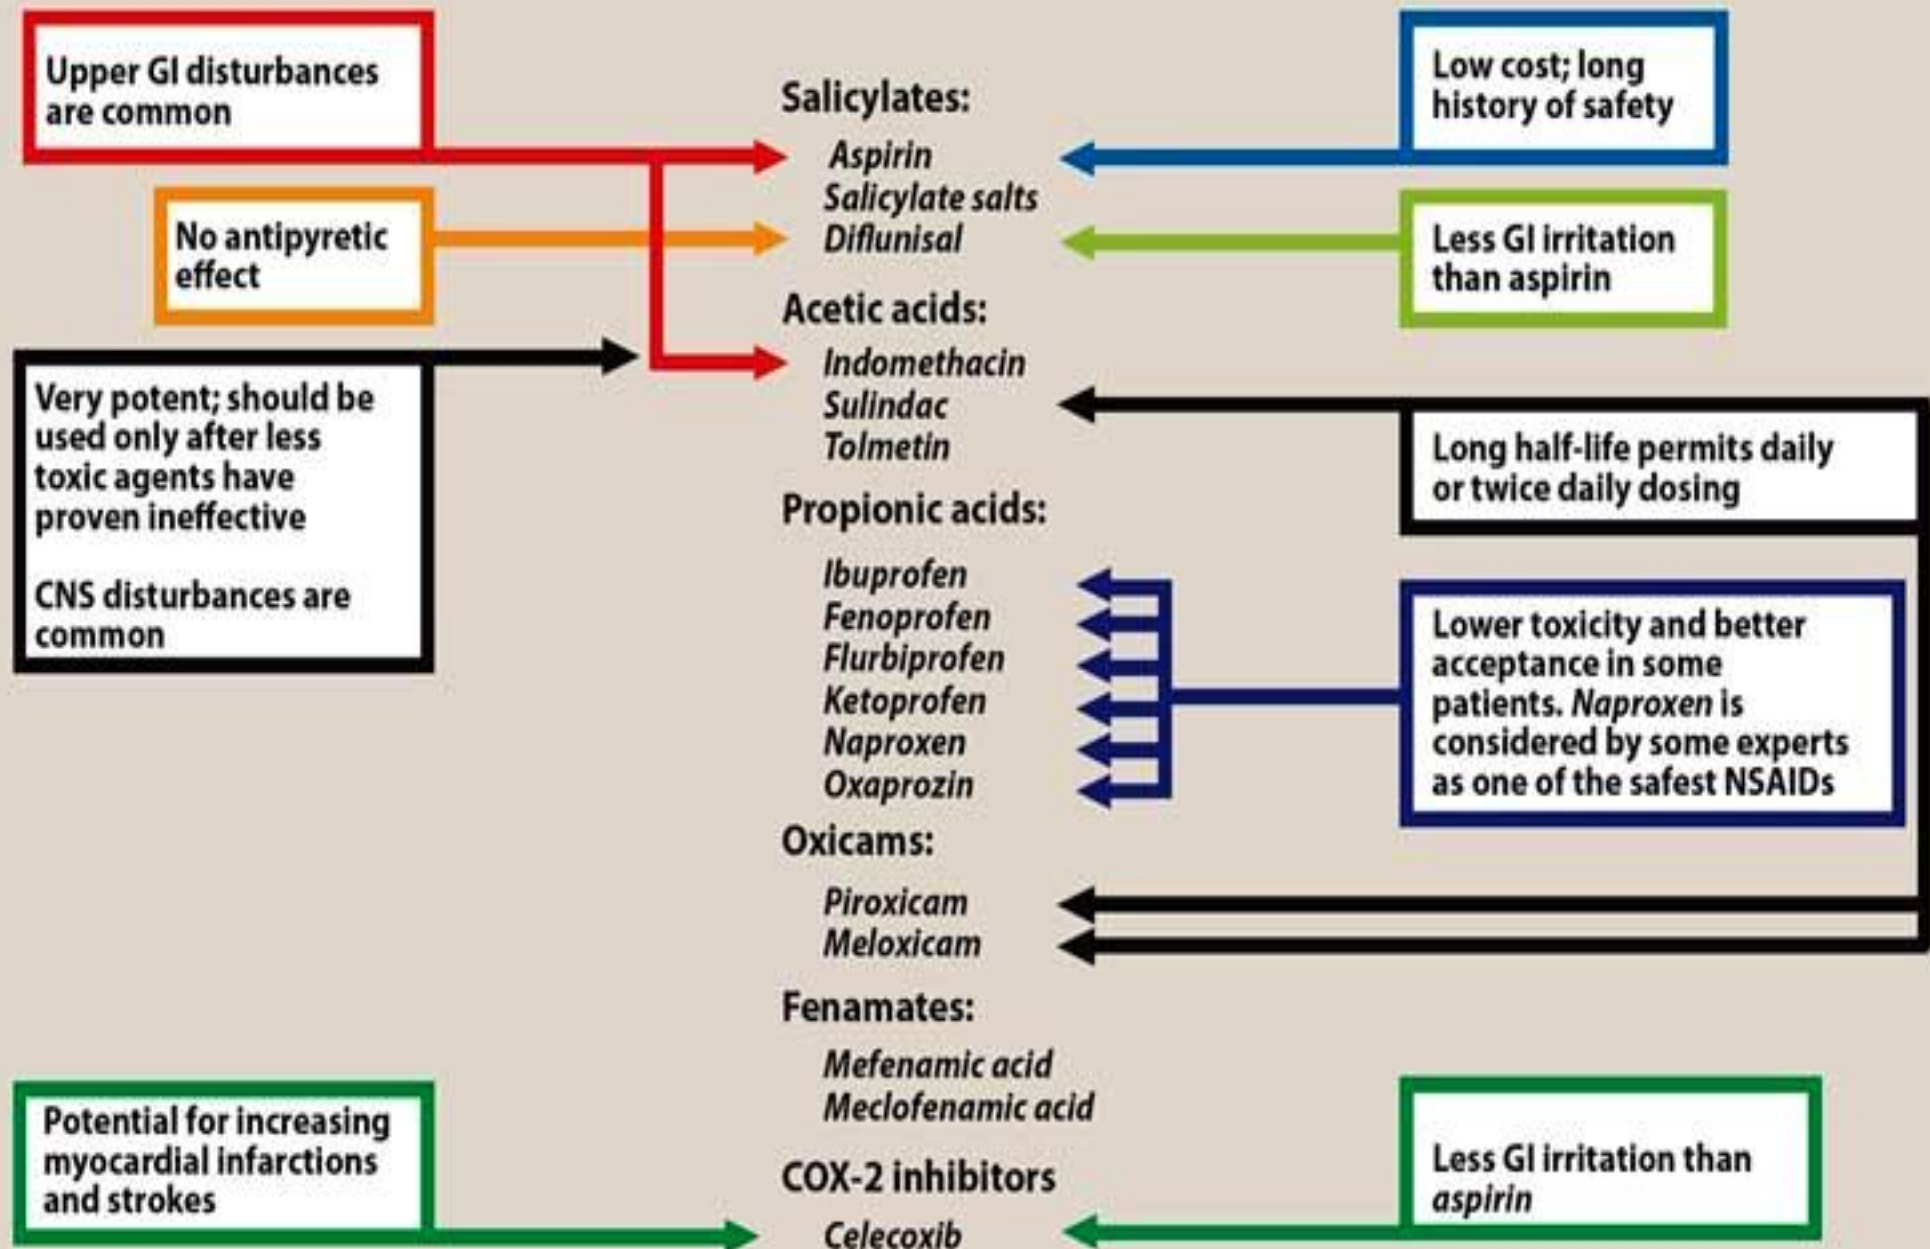 Upper GI disturbances
are common
No antipyretic
effect
Very potent; should be
used only after less
toxic agents have
proven ineffective
CNS disturbances are
common
Potential for increasing
myocardial infarctions
and strokes
Salicylates:
Aspirin
Salicylate salts
Diflunisal
Acetic acids:
Indomethacin
Sulindac
Tolmetin
Propionic acids:
Ibuprofen
Fenoprofen
Flurbiprofen
Ketoprofen
Naproxen
Oxaprozin
Oxicams:
Piroxicam
Meloxicam
Fenamates:
Mefenamic acid
Meclofenamic acid
COX-2 inhibitors
Celecoxib
Low cost; long
history of safety
Less GI irritation
than aspirin
Long half-life permits daily
or twice daily dosing
Lower toxicity and better
acceptance in some
patients. Naproxen is
considered by some experts
as one of the safest NSAIDs
Less GI irritation than
aspirin